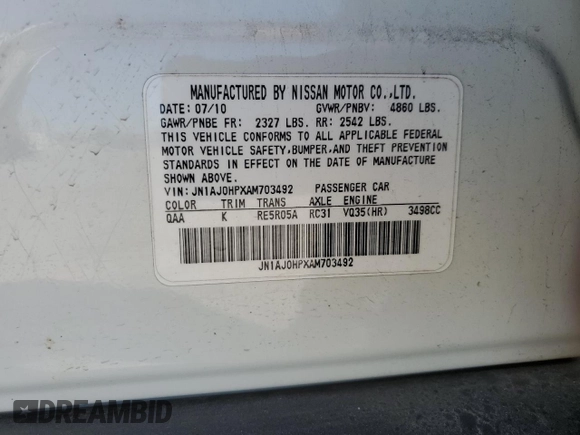 MANUFACTURED BY NISSAN MOTOR CO.,LTD.
DATE: 07/10 GVWR/PNBV: 4860 LBS.
GAWR/PNBE FR: 2327 LBS. RR: 2542 LBS.
THIS VEHICLE CONFORMS TO ALL APPLICABLE FEDERAL
MOTOR VEHICLE SAFETY,BUMPER,AND THEFT PREVENTION
STANDARDS IN EFFECT ON THE DATE OF MANUFACTURE
SHOWN ABOVE.
VIN: JN1AJ0HPXAM703492 PASSENGER CAR
COLOR TRIM TRANS AXLE ENGINE
QAA K RE5R05A RC31 VQ35(HR) 3498CC
JN1AJ0HPXAM703492
DREAMBID